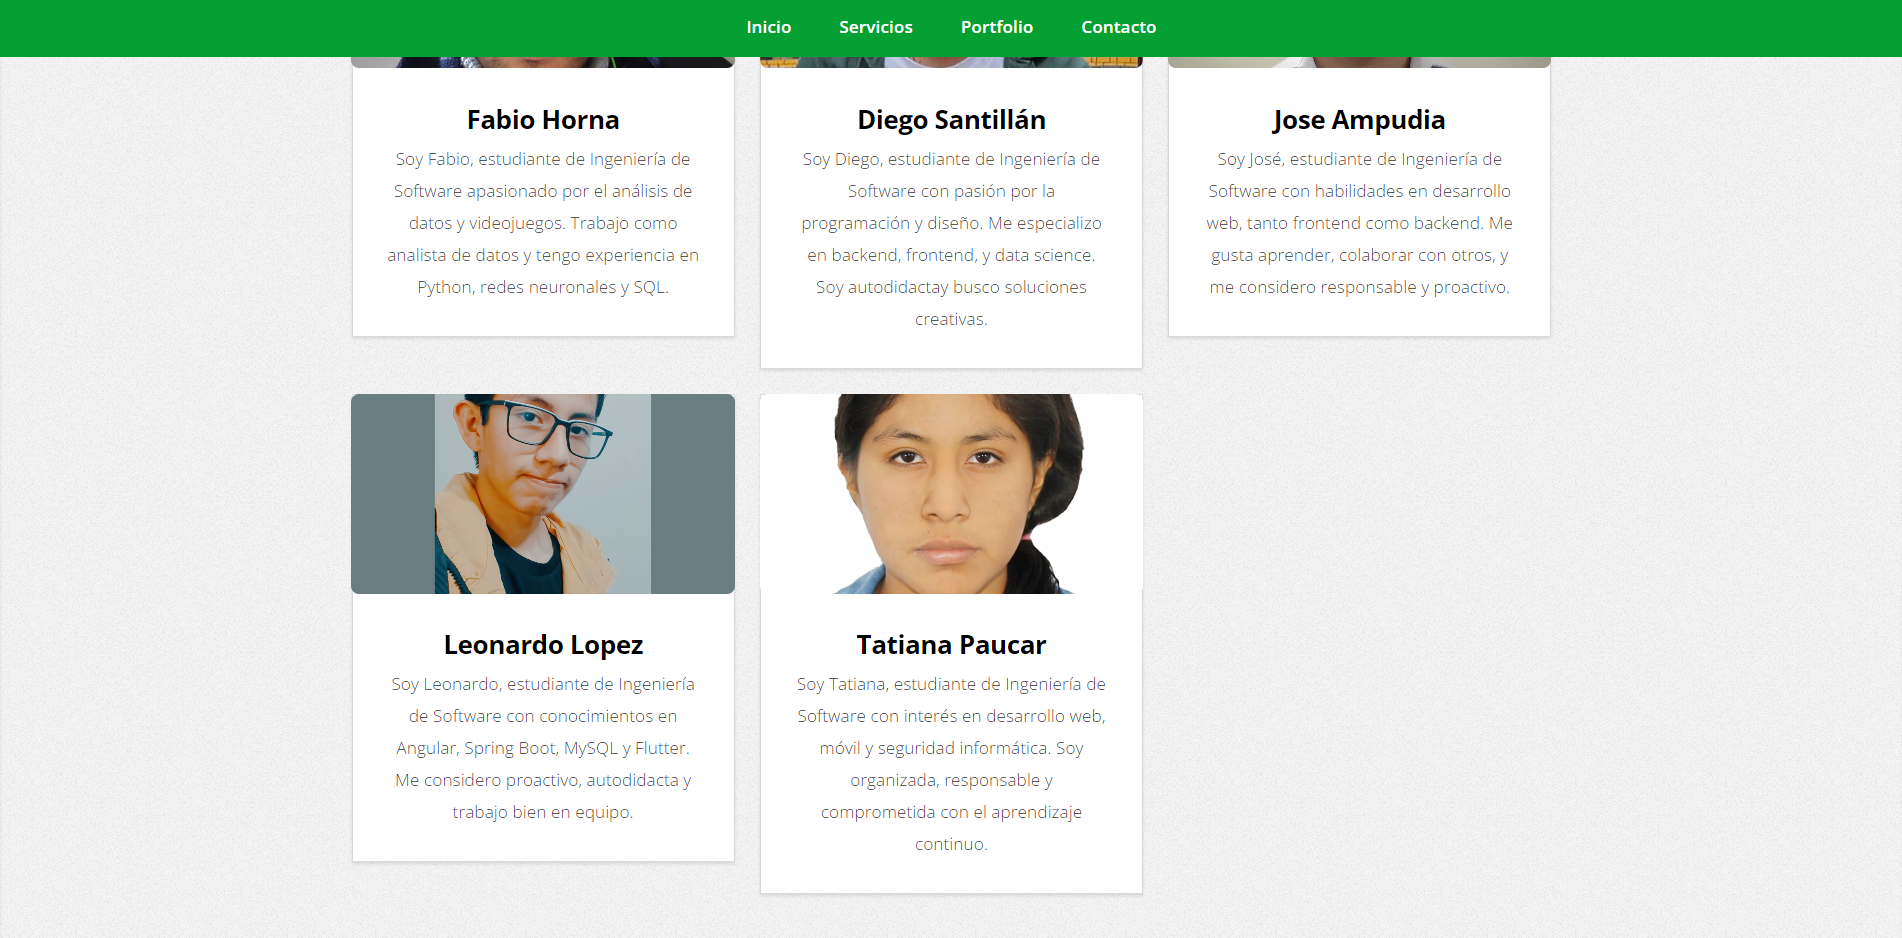 Inicio Servicios Portfolio Contacto
Fabio Horna
Soy Fabio, estudiante de Ingeniería de
Software apasionado por el análisis de
datos y videojuegos. Trabajo como
analista de datos y tengo experiencia en
Python, redes neuronales y SQL.
Diego Santillán
Soy Diego, estudiante de Ingeniería de
Software con pasión por la
programación y diseño. Me especializo
en backend, frontend, y data science.
Soy autodidactay busco soluciones
creativas.
Jose Ampudia
Soy José, estudiante de Ingeniería de
Software con habilidades en desarrollo
web, tanto frontend como backend. Me
gusta aprender, colaborar con otros, y
me considero responsable y proactivo.
Leonardo Lopez
Soy Leonardo, estudiante de Ingeniería
de Software con conocimientos en
Angular, Spring Boot, MySQL y Flutter.
Me considero proactivo, autodidacta y
trabajo bien en equipo.
Tatiana Paucar
Soy Tatiana, estudiante de Ingeniería de
Software con interés en desarrollo web,
móvil y seguridad informática. Soy
organizada, responsable y
comprometida con el aprendizaje
continuo.